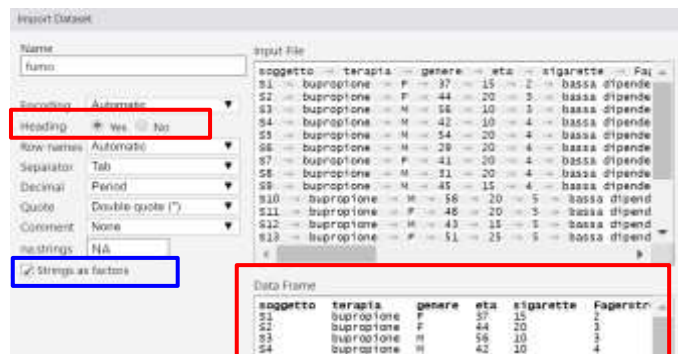 Import Dataset
Name
fumo
Encoding Automatic
Heading Yes No
Row names Automatic
Separator Tab
Decimal Period
Quote Double quote (")
Comment None
na.strings NA
Strings as factors
Input File
soggetto → terapia → genere → eta → sigarette → Fag
S1 → bupropione → F → 37 → 15 → 2 → bassa dipende
S2 → bupropione → F → 44 → 20 → 3 → bassa dipende
S3 → bupropione → M → 56 → 10 → 3 → bassa dipende
S4 → bupropione → M → 42 → 10 → 4 → bassa dipende
S5 → bupropione → M → 54 → 20 → 4 → bassa dipende
S6 → bupropione → M → 29 → 20 → 4 → bassa dipende
S7 → bupropione → F → 41 → 20 → 4 → bassa dipende
S8 → bupropione → M → 31 → 20 → 4 → bassa dipende
S9 → bupropione → M → 45 → 15 → 4 → bassa dipende
S10 → bupropione → M → 56 → 20 → 5 → bassa dipend
S11 → bupropione → F → 46 → 20 → 5 → bassa dipend
S12 → bupropione → M → 43 → 15 → 5 → bassa dipend
S13 → bupropione → F → 51 → 25 → 5 → bassa dipend
Data Frame
soggetto terapia genere eta sigarette Fagerstr
S1 bupropione F 37 15 2
S2 bupropione F 44 20 3
S3 bupropione M 56 10 3
S4 bupropione M 42 10 4